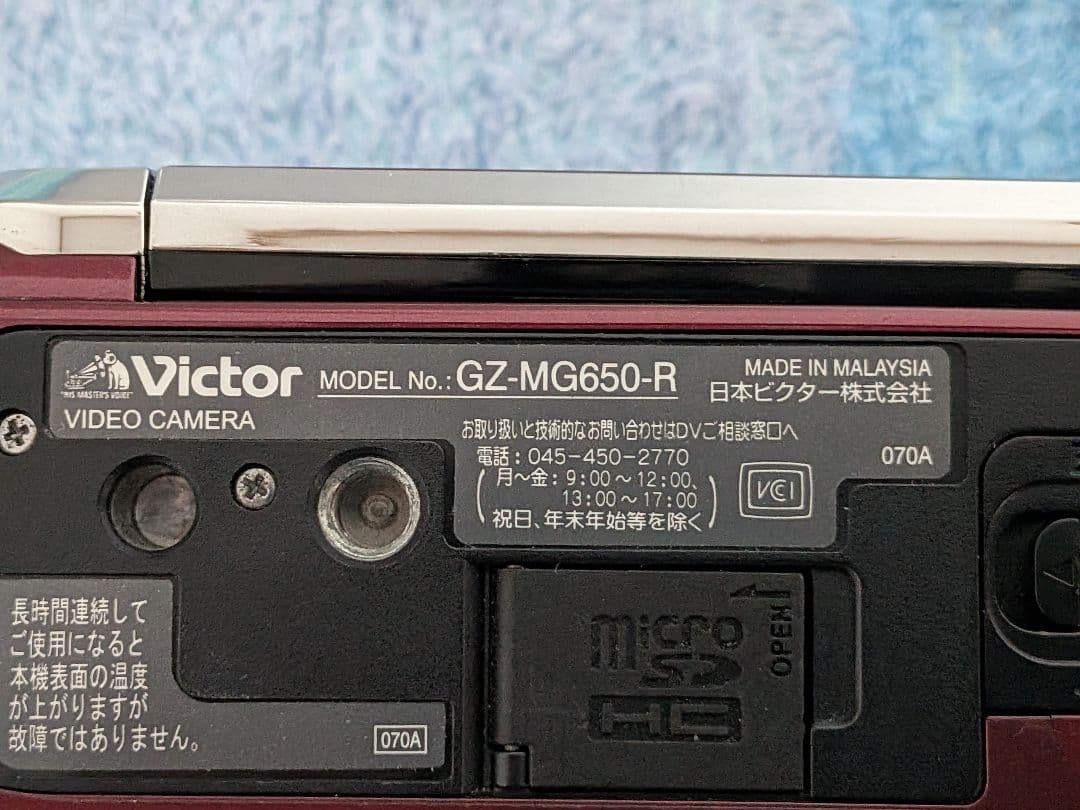 Victor MODEL No.: GZ-MG650-R
"HIS MASTER'S VOICE"
VIDEO CAMERA
MADE IN MALAYSIA
日本ビクター株式会社
お取り扱いと技術的なお問い合わせはDVご相談窓口へ
電話：045-450-2770
(月～金：9:00～12:00、
13:00～17:00
祝日、年末年始等を除く)
VCI
070A
長時間連続して
ご使用になると
本機表面の温度
が上がりますが
故障ではありません。
070A
micro
SD
HC
OPEN